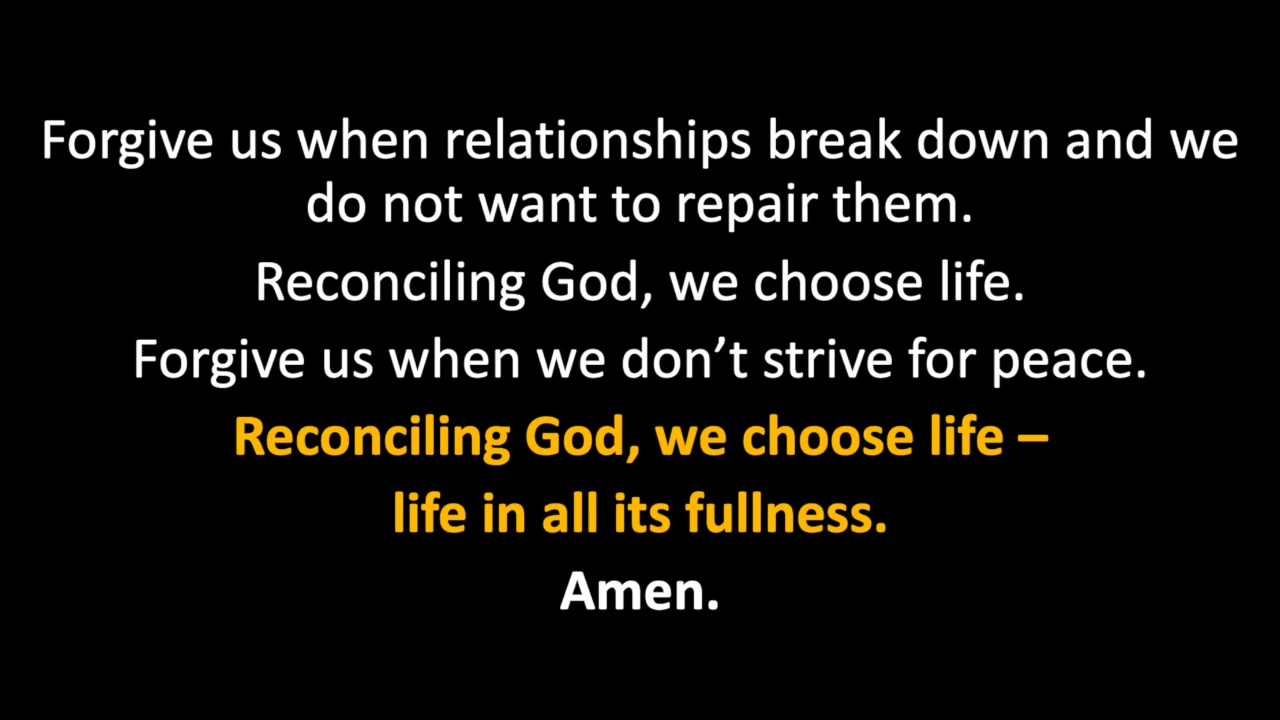 Forgive us when relationships break down and we
do not want to repair them.
Reconciling God, we choose life.
Forgive us when we don’t strive for peace.
Reconciling God, we choose life –
life in all its fullness.
Amen.